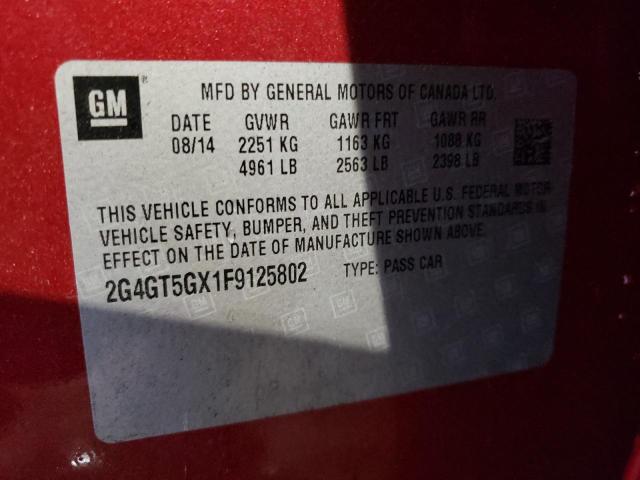 GM
MFD BY GENERAL MOTORS OF CANADA LTD.
DATE GVWR GAWR FRT GAWR RR
08/14 2251 KG 1163 KG 1088 KG
4961 LB 2563 LB 2398 LB
THIS VEHICLE CONFORMS TO ALL APPLICABLE U.S. FEDERAL MOTOR
VEHICLE SAFETY, BUMPER, AND THEFT PREVENTION STANDARDS IN
EFFECT ON THE DATE OF MANUFACTURE SHOWN ABOVE.
2G4GT5GX1F9125802 TYPE: PASS CAR